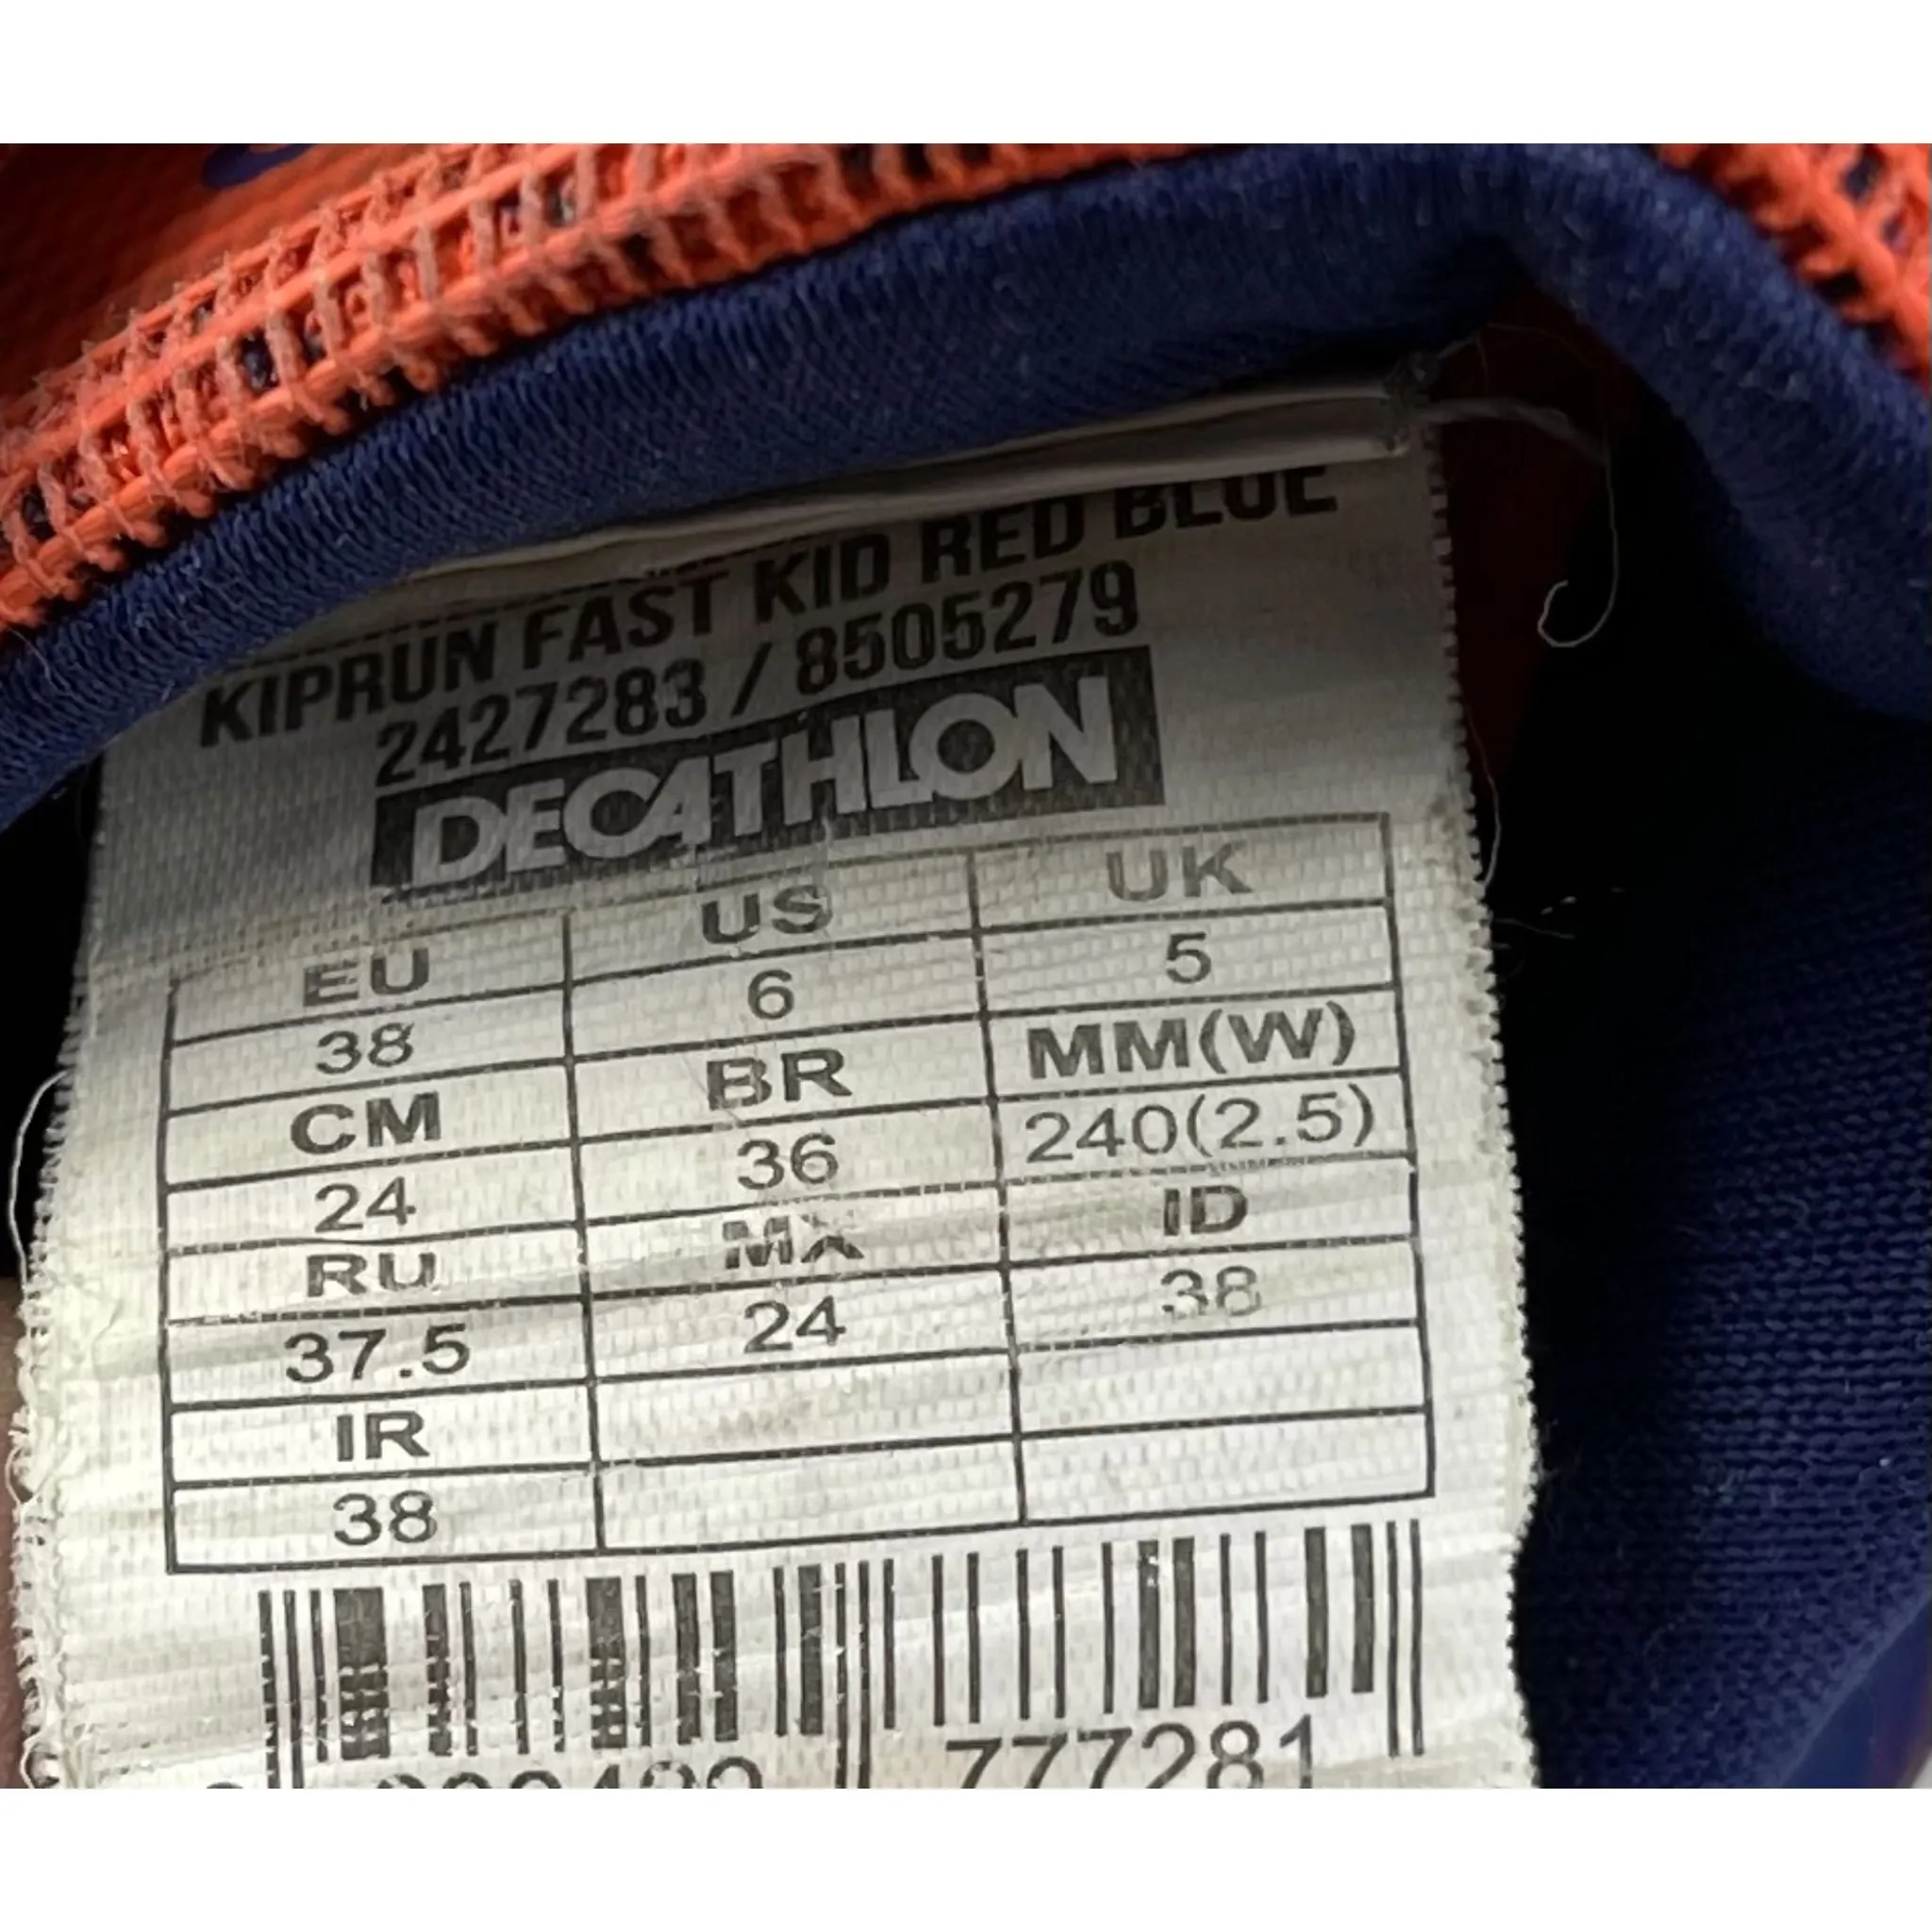 KIPRUN FAST KID RED BLUE
2427283 / 8505279
DECATHLON
EU US UK
38 6 5
CM BR MM(W)
24 36 240(2.5)
RU MX ID
37.5 24 38
IR
38
777281